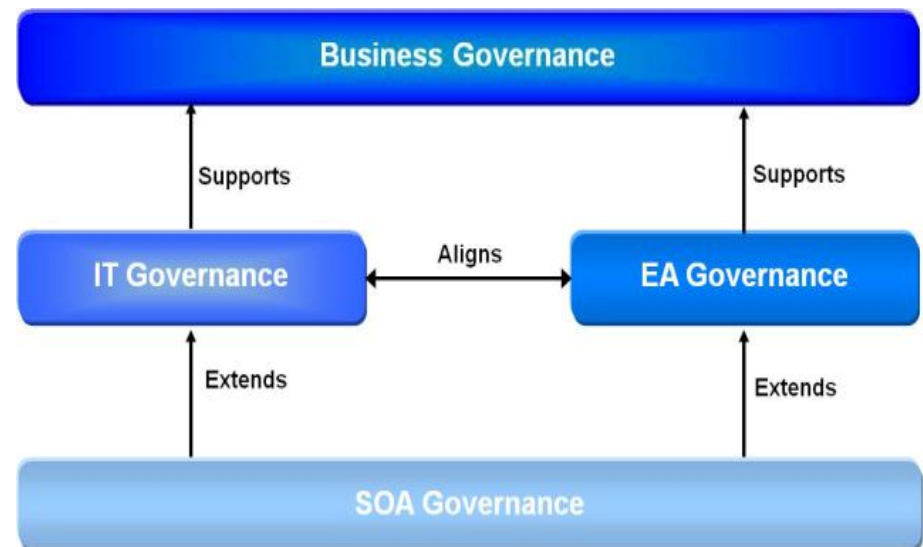 Business Governance
Supports
Supports
IT Governance
Aligns
EA Governance
Extends
Extends
SOA Governance